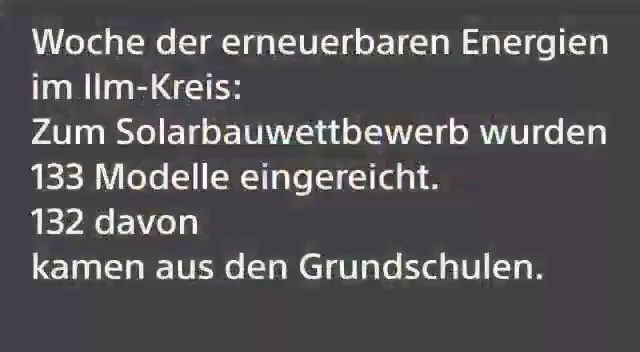 Woche der erneuerbaren Energien
im Ilm-Kreis:
Zum Solarbauwettbewerb wurden
133 Modelle eingereicht.
132 davon
kamen aus den Grundschulen.